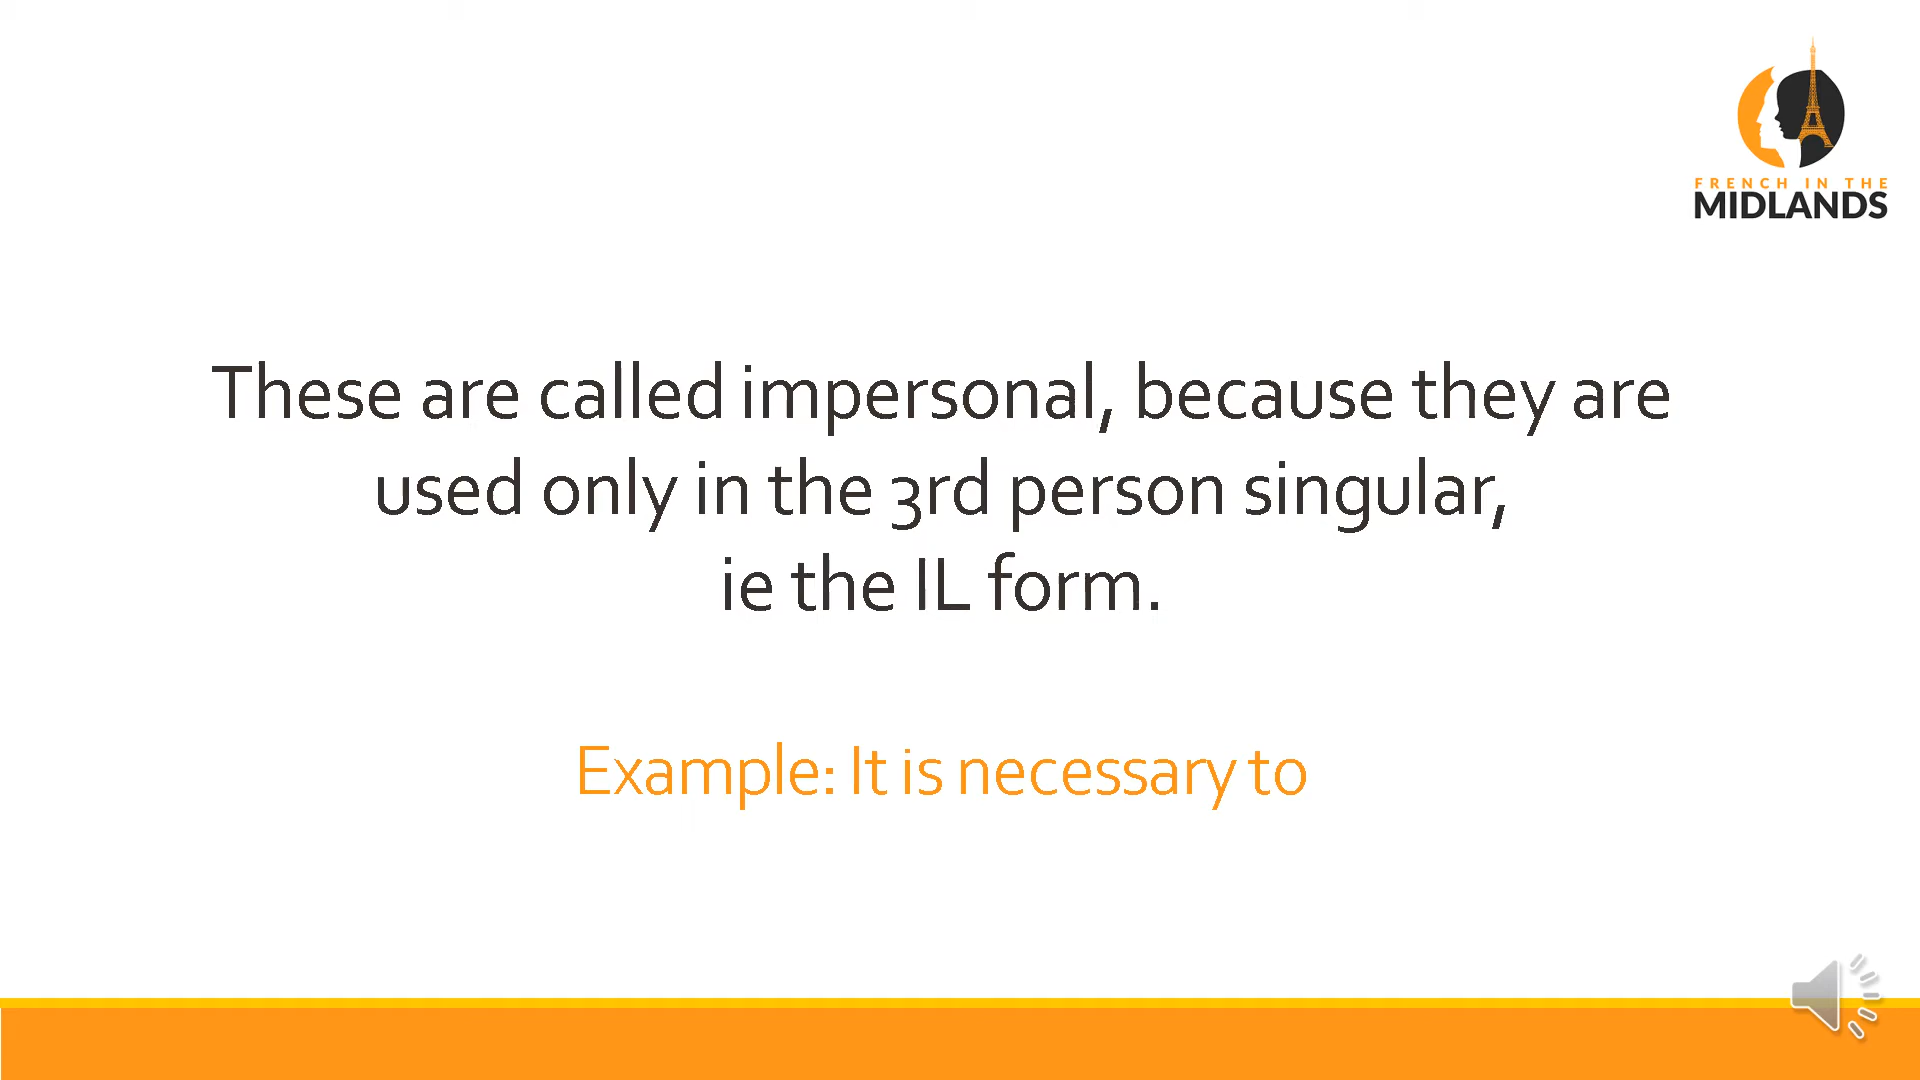 FRENCH IN THE
MIDLANDS
These are called impersonal, because they are
used only in the 3rd person singular,
ie the IL form.
Example: It is necessary to